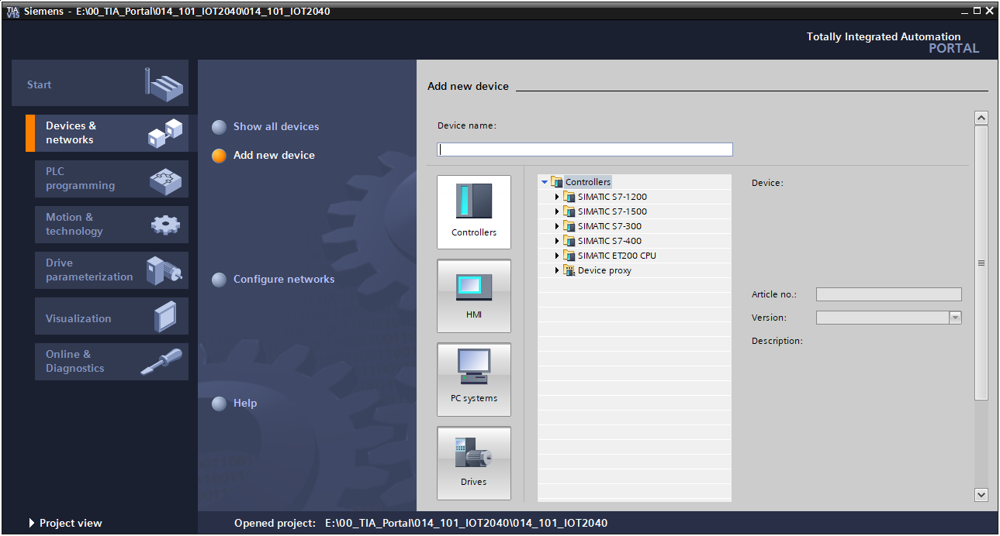 TIA V15 Siemens - E:\00_TIA_Portal\014_101_IOT2040\014_101_IOT2040
Totally Integrated Automation
PORTAL
Start
Devices &
networks
PLC
programming
Motion &
technology
Drive
parameterization
Visualization
Online &
Diagnostics
Project view
Show all devices
Add new device
Configure networks
Help
Add new device
Device name:
Controllers
HMI
PC systems
Drives
Controllers
SIMATIC S7-1200
SIMATIC S7-1500
SIMATIC S7-300
SIMATIC S7-400
SIMATIC ET200 CPU
Device proxy
Device:
Article no.:
Version:
Description:
Opened project: E:\00_TIA_Portal\014_101_IOT2040\014_101_IOT2040